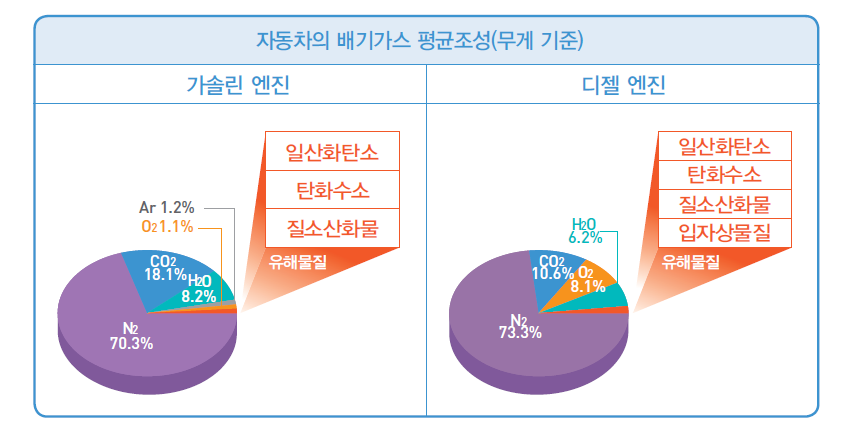 자동차의 배기가스 평균조성(무게 기준)
가솔린 엔진
일산화탄소
탄화수소
질소산화물
유해물질
Ar 1.2%
O2 1.1%
CO2
18.1%
H2O
8.2%
N2
70.3%
디젤 엔진
일산화탄소
탄화수소
질소산화물
입자상물질
유해물질
H2O
6.2%
CO2
10.6%
O2
8.1%
N2
73.3%